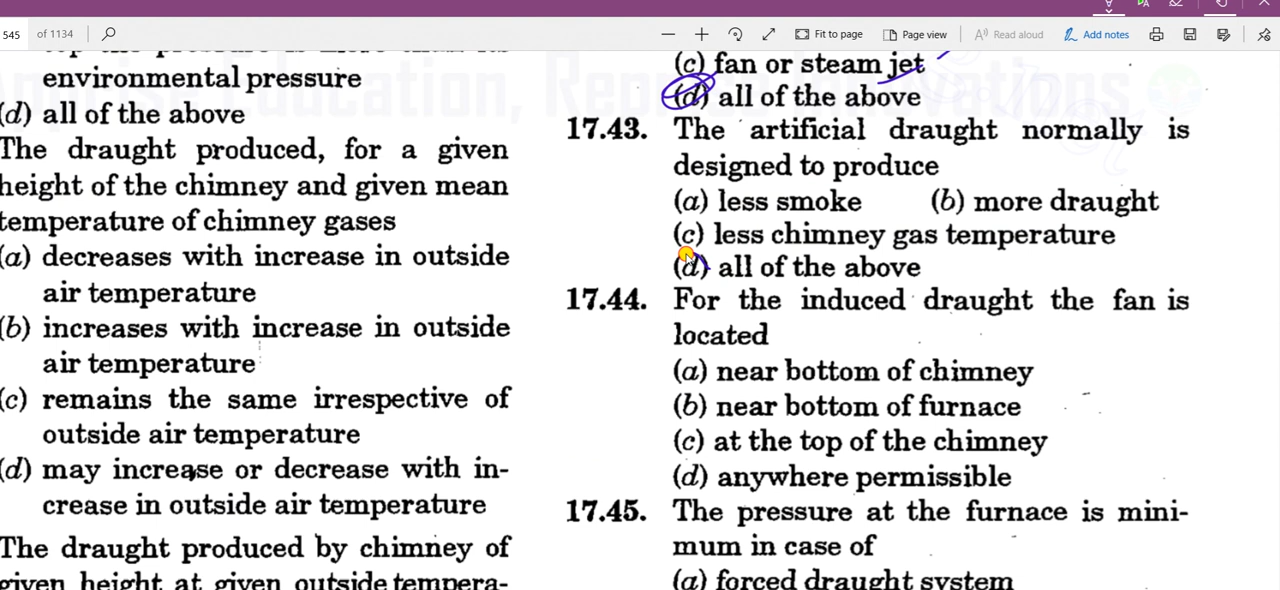 545 of 1134 Fit to page Page view Read aloud Add notes
environmental pressure
(d) all of the above
The draught produced, for a given
height of the chimney and given mean
temperature of chimney gases
(a) decreases with increase in outside
air temperature
(b) increases with increase in outside
air temperature
(c) remains the same irrespective of
outside air temperature
(d) may increase or decrease with in-
crease in outside air temperature
The draught produced by chimney of
given height at given outside tempera-
(c) fan or steam jet
(d) all of the above
17.43. The artificial draught normally is
designed to produce
(a) less smoke (b) more draught
(c) less chimney gas temperature
(d) all of the above
17.44. For the induced draught the fan is
located
(a) near bottom of chimney
(b) near bottom of furnace
(c) at the top of the chimney
(d) anywhere permissible
17.45. The pressure at the furnace is mini-
mum in case of
(a) forced draught system